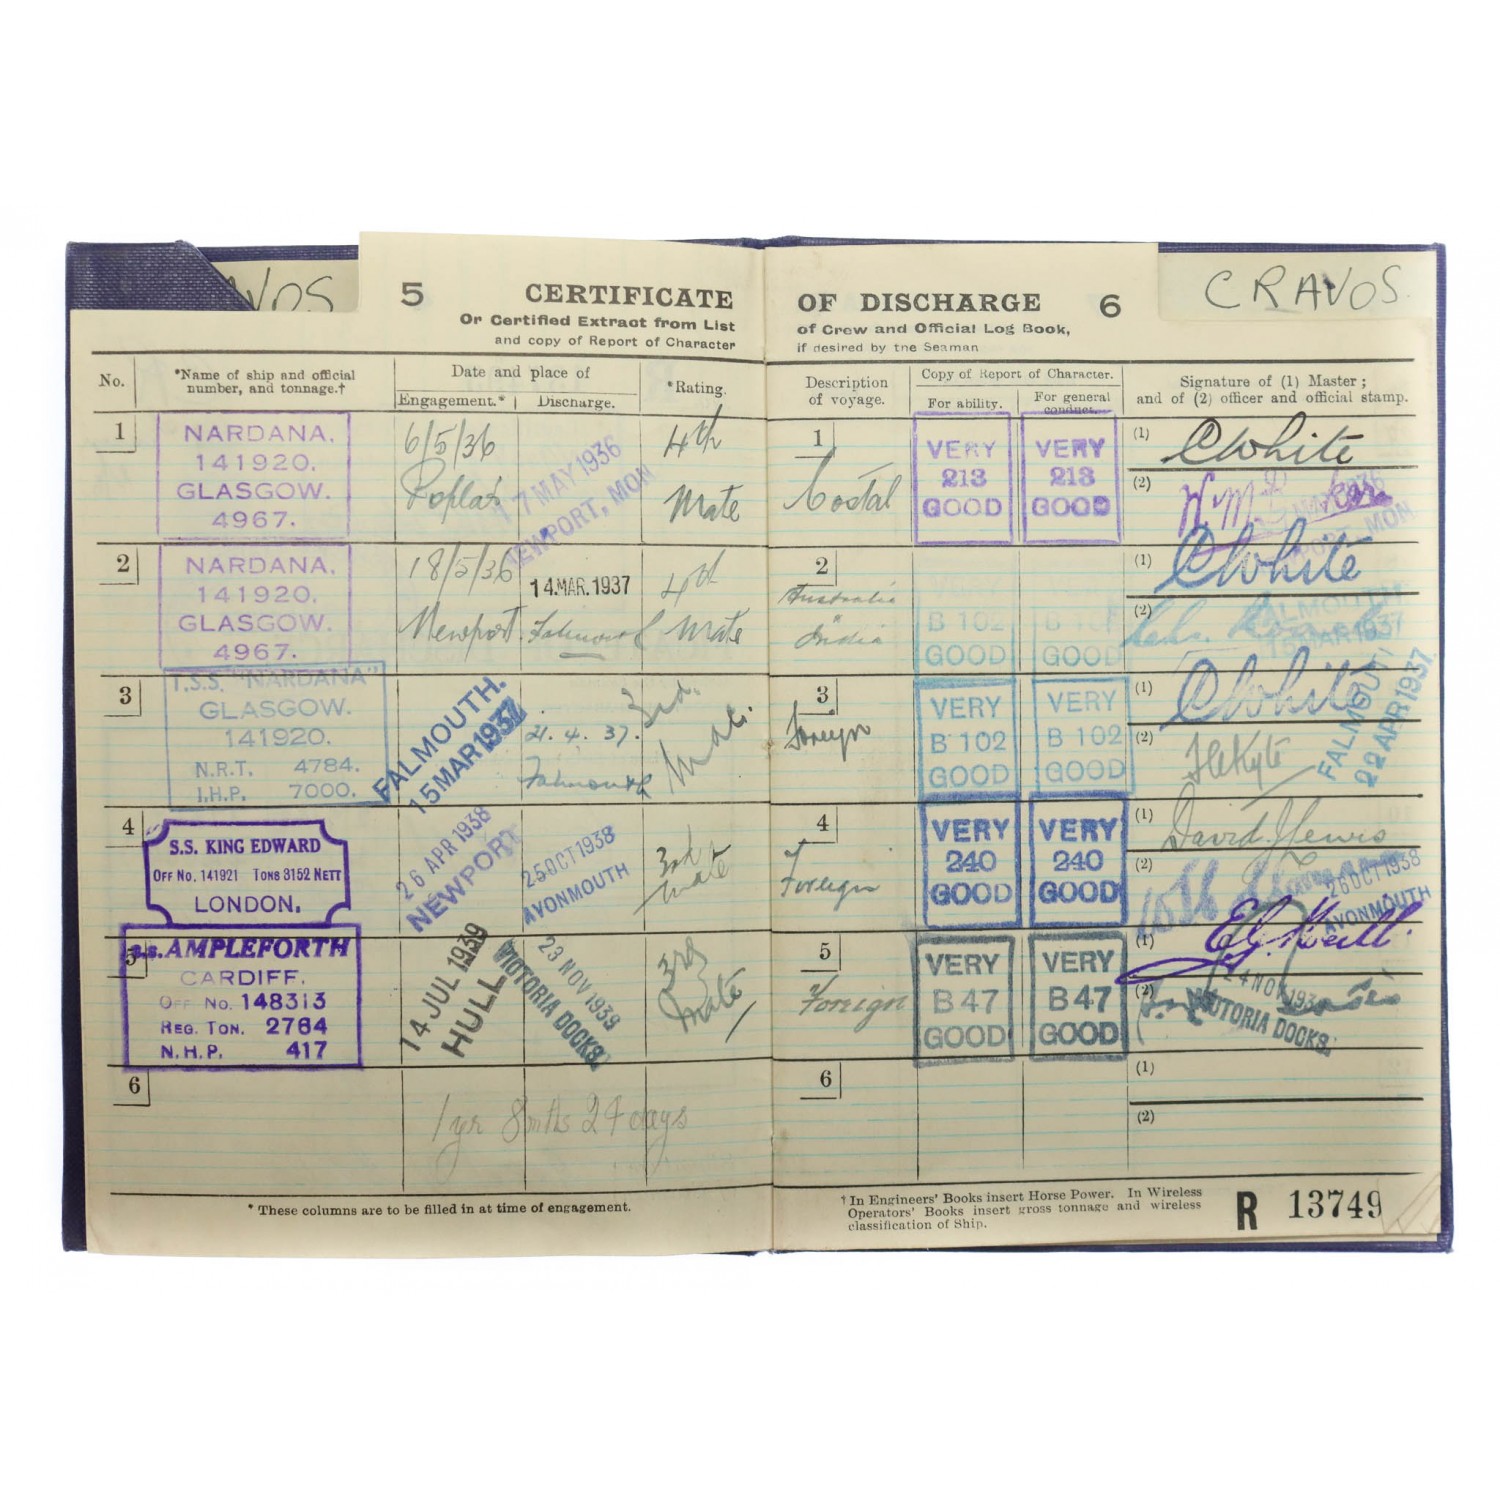 CRAVOS
5 CERTIFICATE OF DISCHARGE 6
Or Certified Extract from List of Crew and Official Log Book,
and copy of Report of Character if desired by the Seaman
No.
*Name of ship and official
number, and tonnage.†
Date and place of
Engagement.* Discharge.
*Rating.
Description
of voyage.
Copy of Report of Character.
For ability. For general
conduct.
Signature of (1) Master;
and of (2) officer and official stamp.
1
NARDANA.
141920.
GLASGOW.
4967.
6/5/36
Poplar
17 MAY 1936
NEWPORT, MON
4th
Mate
1
Costal
VERY
213
GOOD
VERY
213
GOOD
(1) CWhite
(2)
2
NARDANA.
141920.
GLASGOW.
4967.
18/5/36
Newport
14.MAR.1937
Falmouth
4th
Mate
2
Australia
India
B 102
GOOD
GOOD
(1) CWhite
(2)
FALMOUTH
15 MAR 1937
3
T.S.S. "NARDANA"
GLASGOW.
141920.
N.R.T. 4784.
I.H.P. 7000.
FALMOUTH.
15 MAR 1937
21.4.37.
Falmouth
3rd.
Mate.
3
Foreign
VERY
B 102
GOOD
VERY
B 102
GOOD
(1) CWhite
(2)
FALMOUTH
22 APR 1937
4
S.S. KING EDWARD
OFF NO. 141921 TONS 3152 NETT
LONDON.
26 APR 1938
NEWPORT
25 OCT 1938
AVONMOUTH
3rd
Mate
4
Foreign
VERY
240
GOOD
VERY
240
GOOD
(1) David
(2)
26 OCT 1938
AVONMOUTH
5
S.S. AMPLEFORTH
CARDIFF.
OFF NO. 148313
REG. TON. 2764
N.H.P. 417
14 JUL 1939
HULL
23 NOV 1939
VICTORIA DOCKS.
3rd
Mate
5
Foreign
VERY
B 47
GOOD
VERY
B 47
GOOD
(1)
(2)
24 NOV 1939
VICTORIA DOCKS.
6
1 yr 8 mths 24 days
6
(1)
(2)
* These columns are to be filled in at time of engagement.
† In Engineers' Books insert Horse Power. In Wireless
Operators' Books insert gross tonnage and wireless
classification of Ship.
R 13749